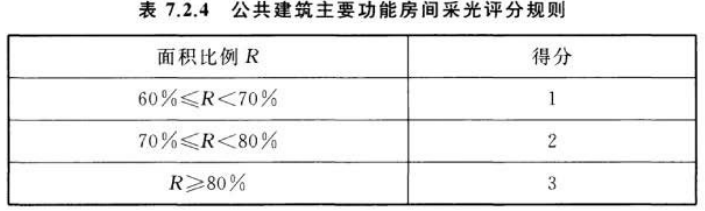 表 7.2.4 公共建筑主要功能房间采光评分规则
面积比例 R 得分
60%≤R<70% 1
70%≤R<80% 2
R≥80% 3